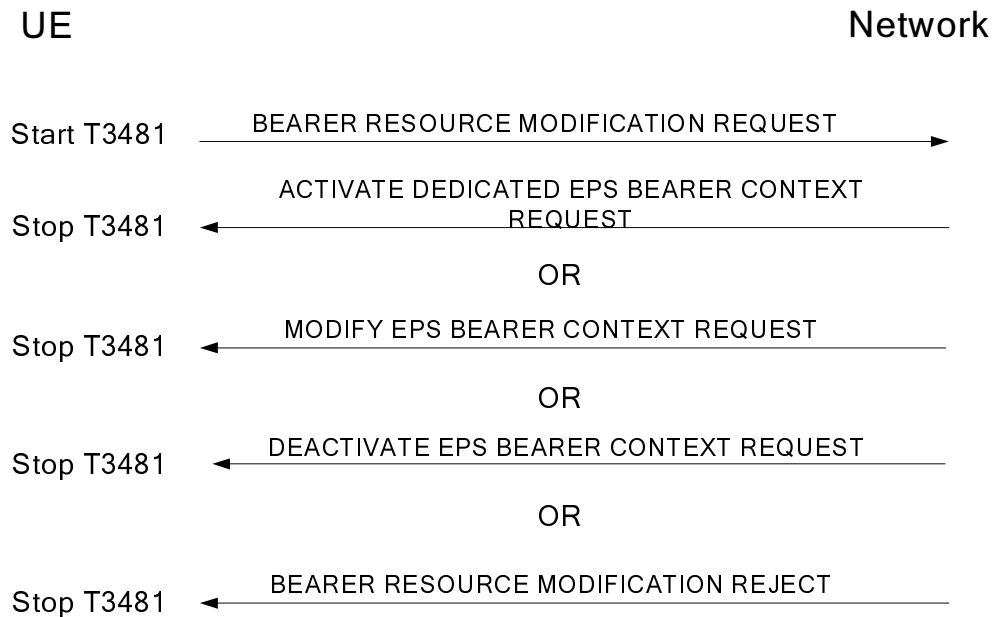 UE
Network
Start T3481
BEARER RESOURCE MODIFICATION REQUEST
ACTIVATE DEDICATED EPS BEARER CONTEXT
REQUEST
Stop T3481
OR
MODIFY EPS BEARER CONTEXT REQUEST
Stop T3481
OR
DEACTIVATE EPS BEARER CONTEXT REQUEST
Stop T3481
OR
BEARER RESOURCE MODIFICATION REJECT
Stop T3481